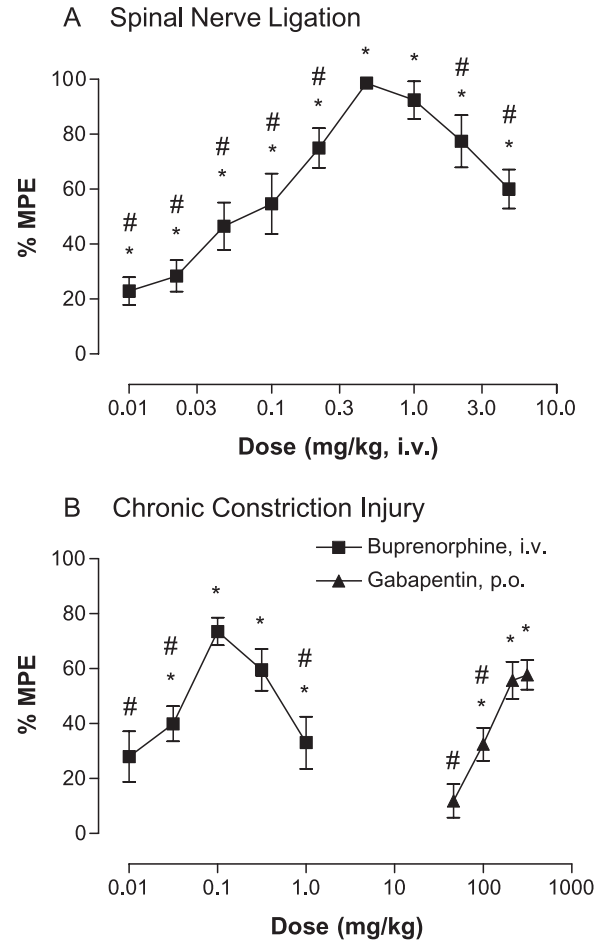 A Spinal Nerve Ligation
* *
100
# #
* *
80
# #
# * *
60
# *
# *
% MPE
40
* *
20
0
0.01 0.03 0.1 0.3 1.0 3.0 10.0
Dose (mg/kg, i.v.)
B Chronic Constriction Injury
100
Buprenorphine, i.v.
Gabapentin, p.o.
* *
80
* *
# #
#
60
* *
# *
% MPE
40
#
20
0
0.01 0.1 1.0 10 100 1000
Dose (mg/kg)